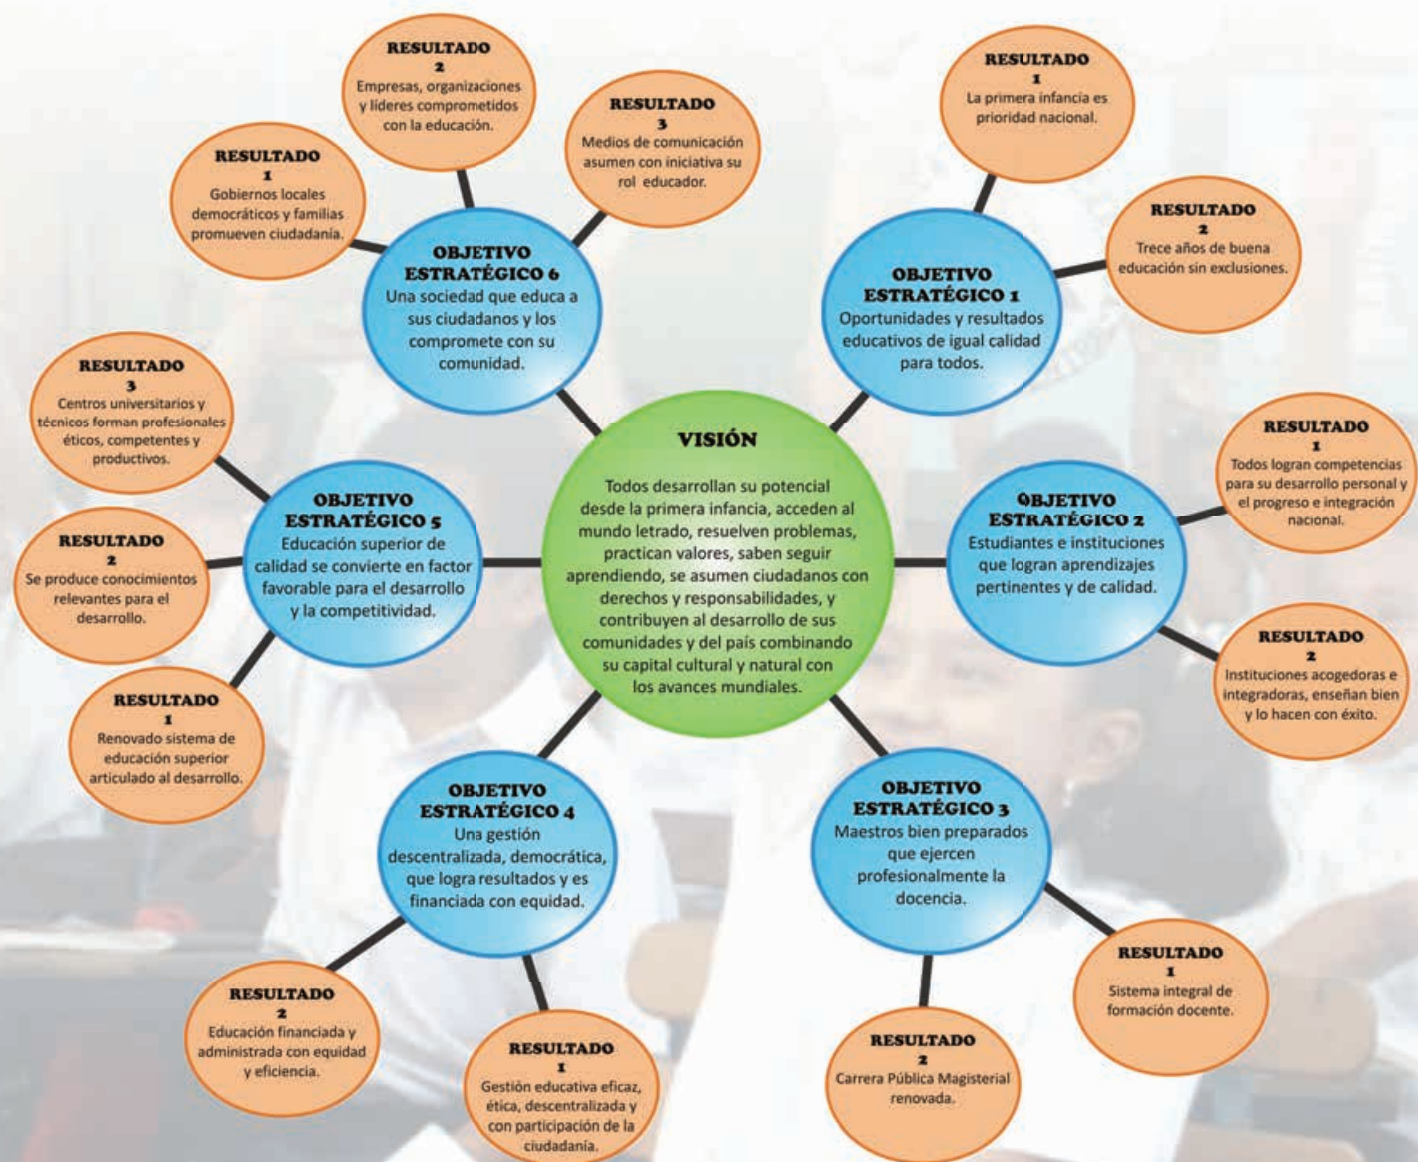 VISIÓN
Todos desarrollan su potencial
desde la primera infancia, acceden al
mundo letrado, resuelven problemas,
practican valores, saben seguir
aprendiendo, se asumen ciudadanos con
derechos y responsabilidades, y
contribuyen al desarrollo de sus
comunidades y del país combinando
su capital cultural y natural con
los avances mundiales.
OBJETIVO
ESTRATÉGICO 1
Oportunidades y resultados
educativos de igual calidad
para todos.
RESULTADO
1
La primera infancia es
prioridad nacional.
RESULTADO
2
Trece años de buena
educación sin exclusiones.
OBJETIVO
ESTRATÉGICO 2
Estudiantes e instituciones
que logran aprendizajes
pertinentes y de calidad.
RESULTADO
1
Todos logran competencias
para su desarrollo personal y
el progreso e integración
nacional.
RESULTADO
2
Instituciones acogedoras e
integradoras, enseñan bien
y lo hacen con éxito.
OBJETIVO
ESTRATÉGICO 3
Maestros bien preparados
que ejercen
profesionalmente la
docencia.
RESULTADO
1
Sistema integral de
formación docente.
RESULTADO
2
Carrera Pública Magisterial
renovada.
OBJETIVO
ESTRATÉGICO 4
Una gestión
descentralizada, democrática,
que logra resultados y es
financiada con equidad.
RESULTADO
1
Gestión educativa eficaz,
ética, descentralizada y
con participación de la
ciudadanía.
RESULTADO
2
Educación financiada y
administrada con equidad
y eficiencia.
OBJETIVO
ESTRATÉGICO 5
Educación superior de
calidad se convierte en factor
favorable para el desarrollo
y la competitividad.
RESULTADO
1
Renovado sistema de
educación superior
articulado al desarrollo.
RESULTADO
2
Se produce conocimientos
relevantes para el
desarrollo.
RESULTADO
3
Centros universitarios y
técnicos forman profesionales
éticos, competentes y
productivos.
OBJETIVO
ESTRATÉGICO 6
Una sociedad que educa a
sus ciudadanos y los
compromete con su
comunidad.
RESULTADO
1
Gobiernos locales
democráticos y familias
promueven ciudadanía.
RESULTADO
2
Empresas, organizaciones
y líderes comprometidos
con la educación.
RESULTADO
3
Medios de comunicación
asumen con iniciativa su
rol educador.